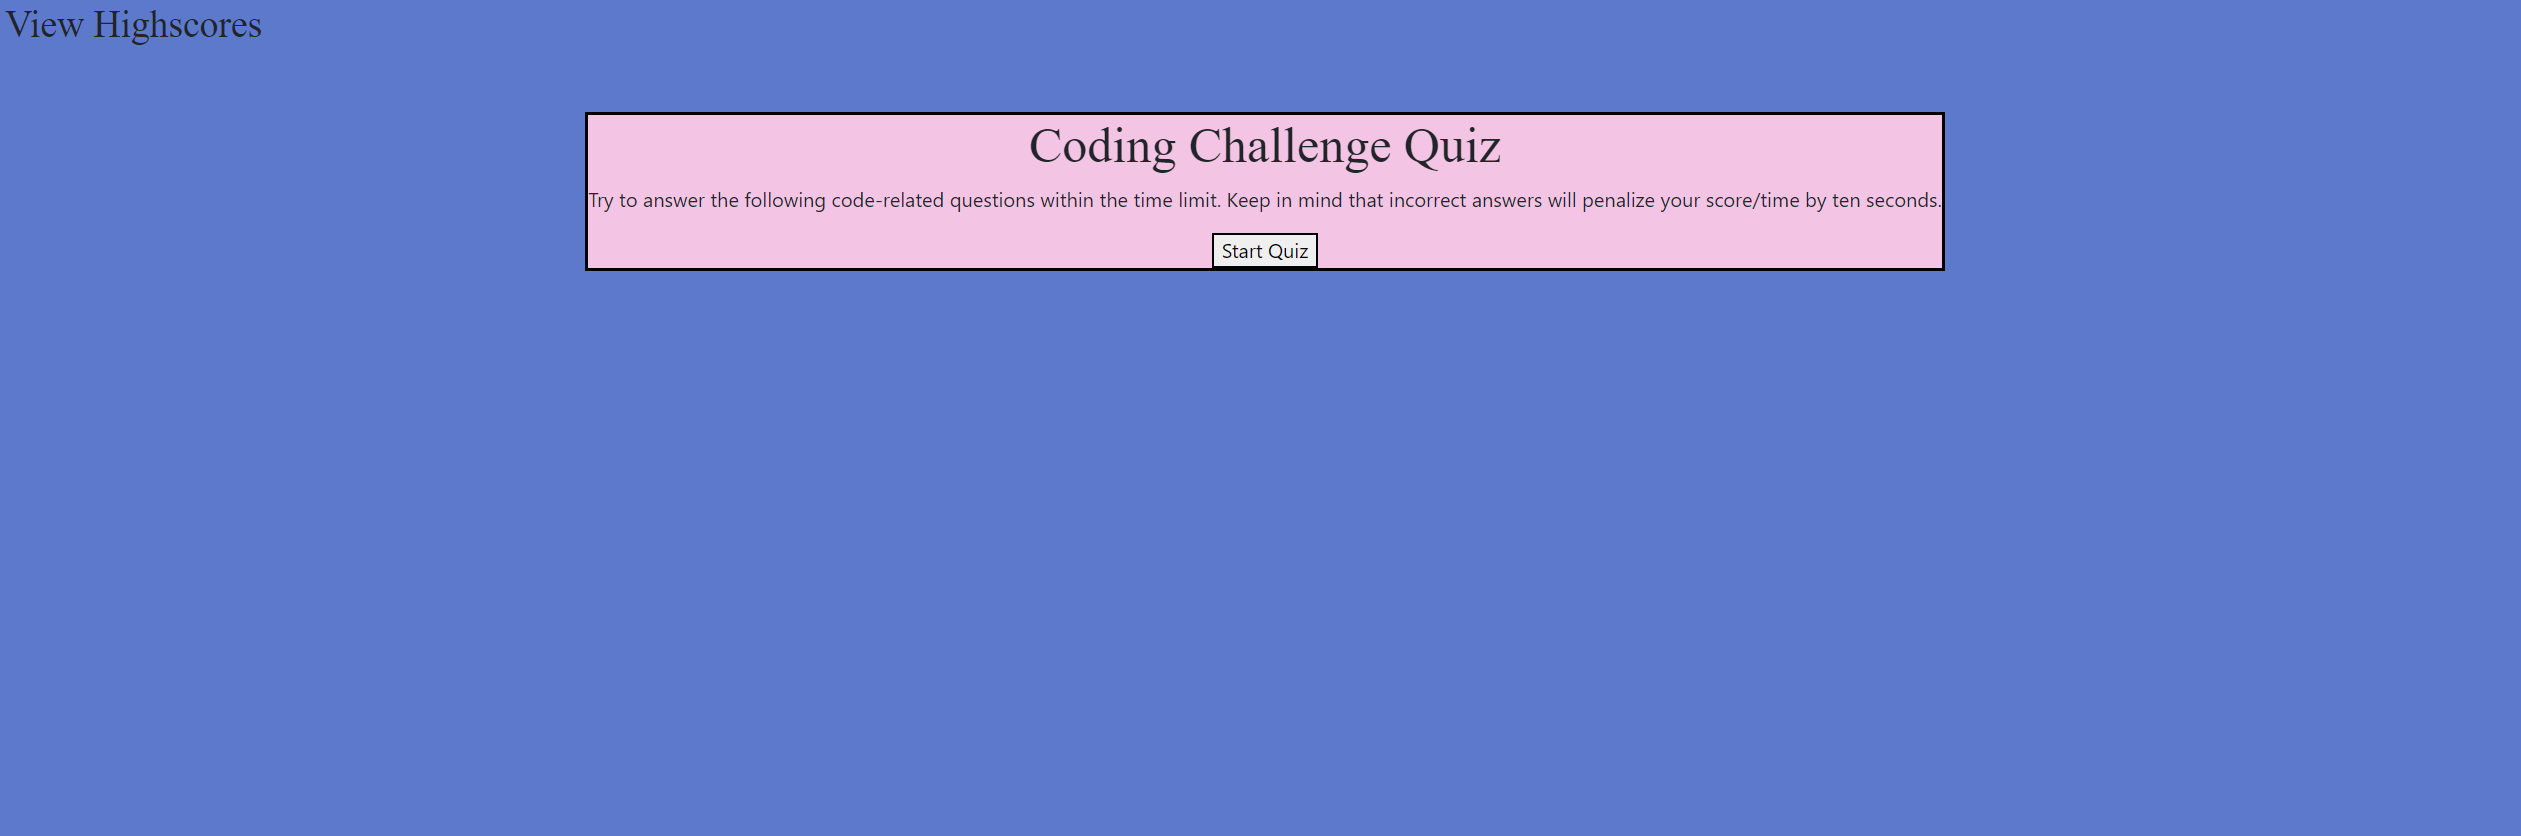 View Highscores
Coding Challenge Quiz
Try to answer the following code-related questions within the time limit. Keep in mind that incorrect answers will penalize your score/time by ten seconds.
Start Quiz